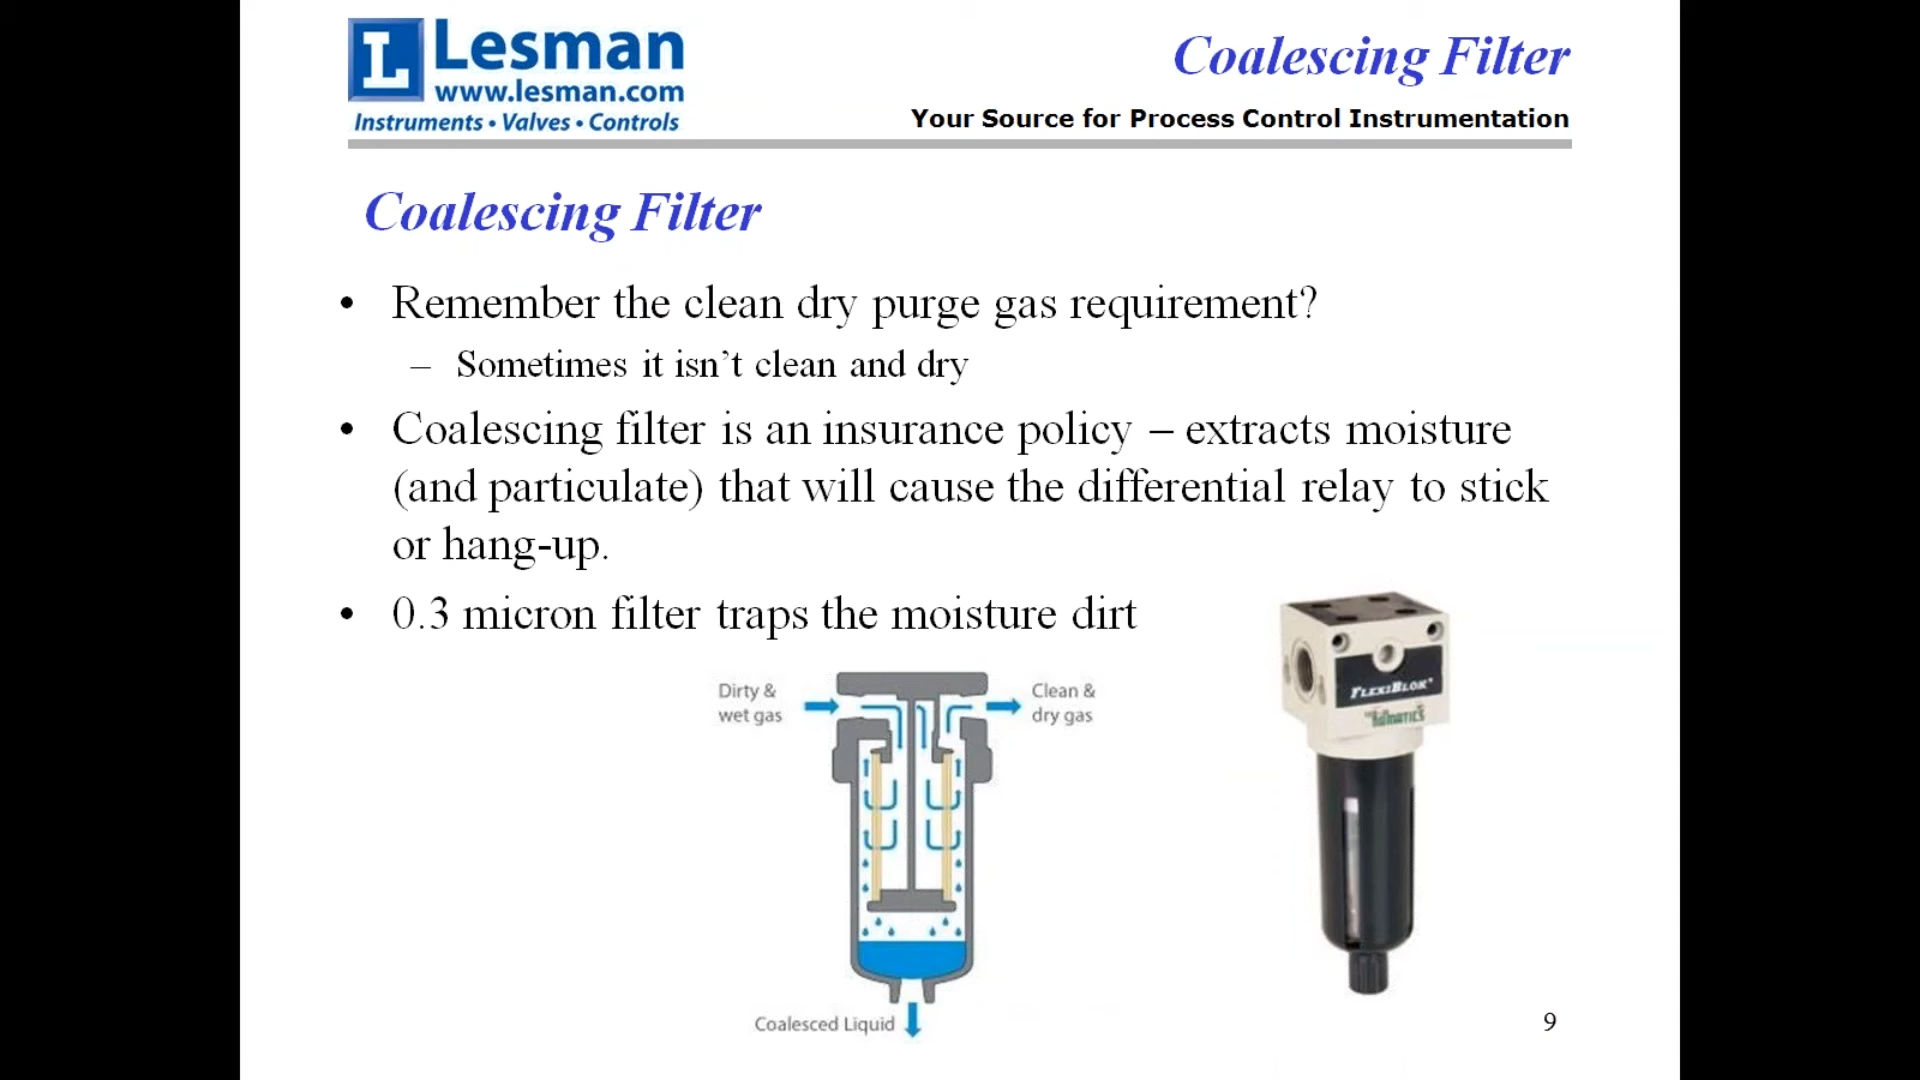 L Lesman
www.lesman.com
Instruments • Valves • Controls
Coalescing Filter
Your Source for Process Control Instrumentation
Coalescing Filter
• Remember the clean dry purge gas requirement?
– Sometimes it isn’t clean and dry
• Coalescing filter is an insurance policy – extracts moisture
(and particulate) that will cause the differential relay to stick
or hang-up.
• 0.3 micron filter traps the moisture dirt
Dirty &
wet gas
Clean &
dry gas
Coalesced Liquid
FLEXIBLOK
9